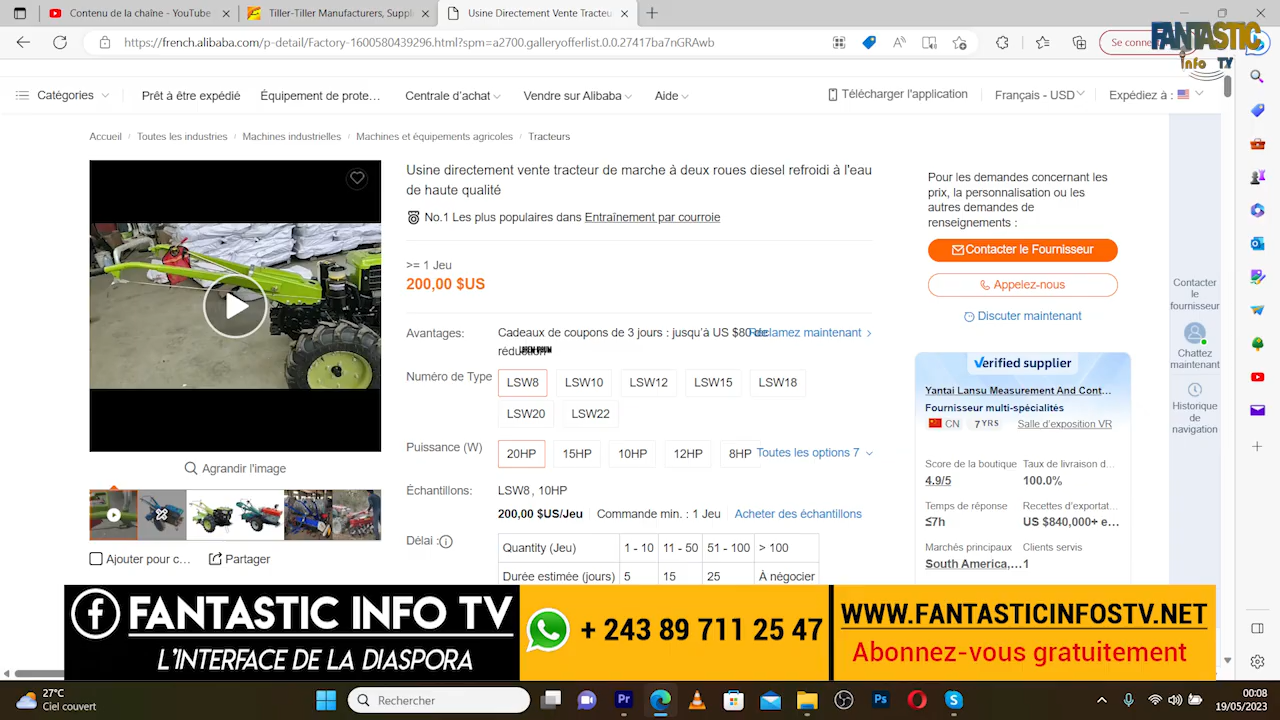 Contenu de la chaîne - YouTube
Tiller-Tiller Manufacturers, Suppl
Usine Directement Vente Tracteu
https://french.alibaba.com/p-detail/Factory-1600580439296.html?spm=a2700.galleryofferlist.0.0.27417ba7nGRAwb
Se conne
FANTASTIC
Info TV
Catégories
Prêt à être expédié
Équipement de prote...
Centrale d'achat
Vendre sur Alibaba
Aide
Télécharger l'application
Français - USD
Expédiez à :
Accueil
Toutes les industries
Machines industrielles
Machines et équipements agricoles
Tracteurs
Usine directement vente tracteur de marche à deux roues diesel refroidi à l'eau
de haute qualité
No.1 Les plus populaires dans Entraînement par courroie
>= 1 Jeu
200,00 $US
Avantages:
Cadeaux de coupons de 3 jours : jusqu'à US $80 de
réduction
Réclamez maintenant >
Numéro de Type
LSW8
LSW10
LSW12
LSW15
LSW18
LSW20
LSW22
Puissance (W)
20HP
15HP
10HP
12HP
8HP
Toutes les options 7
Échantillons:
LSW8 , 10HP
200,00 $US/Jeu
Commande min. : 1 Jeu
Acheter des échantillons
Délai :
Quantity (Jeu) 1 - 10 11 - 50 51 - 100 > 100
Durée estimée (jours) 5 15 25 À négocier
Agrandir l'image
Ajouter pour c...
Partager
Pour les demandes concernant les
prix, la personnalisation ou les
autres demandes de
renseignements :
Contacter le Fournisseur
Appelez-nous
Discuter maintenant
Verified supplier
Yantai Lansu Measurement And Cont...
Fournisseur multi-spécialités
CN
7 YRS
Salle d'exposition VR
Score de la boutique
4.9/5
Taux de livraison d...
100.0%
Temps de réponse
≤7h
Recettes d'exportat...
US $840,000+ e...
Marchés principaux
South America,...
Clients servis
1
Contacter
le
fournisseur
Chattez
maintenant
Historique
de
navigation
FANTASTIC INFO TV
L'INTERFACE DE LA DIASPORA
+ 243 89 711 25 47
WWW.FANTASTICINFOSTV.NET
Abonnez-vous gratuitement
27°C
Ciel couvert
Rechercher
00:08
19/05/2023